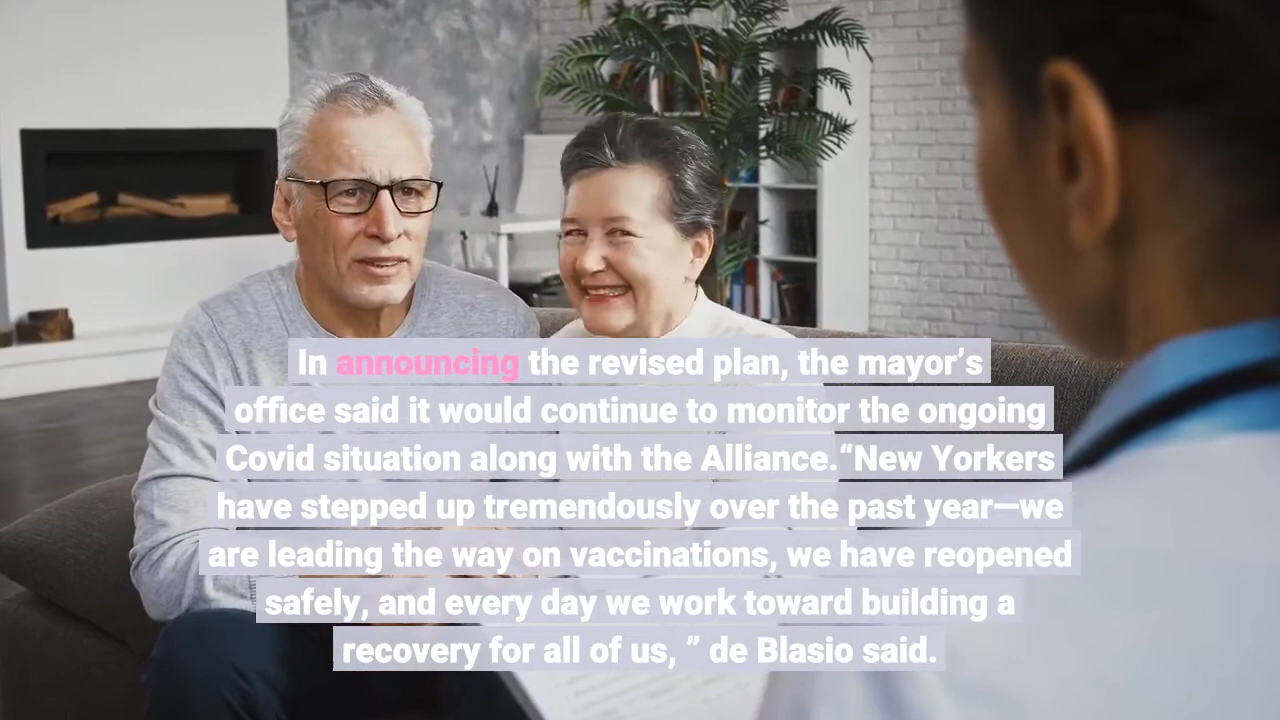 In announcing the revised plan, the mayor’s
office said it would continue to monitor the ongoing
Covid situation along with the Alliance.“New Yorkers
have stepped up tremendously over the past year—we
are leading the way on vaccinations, we have reopened
safely, and every day we work toward building a
recovery for all of us, ” de Blasio said.